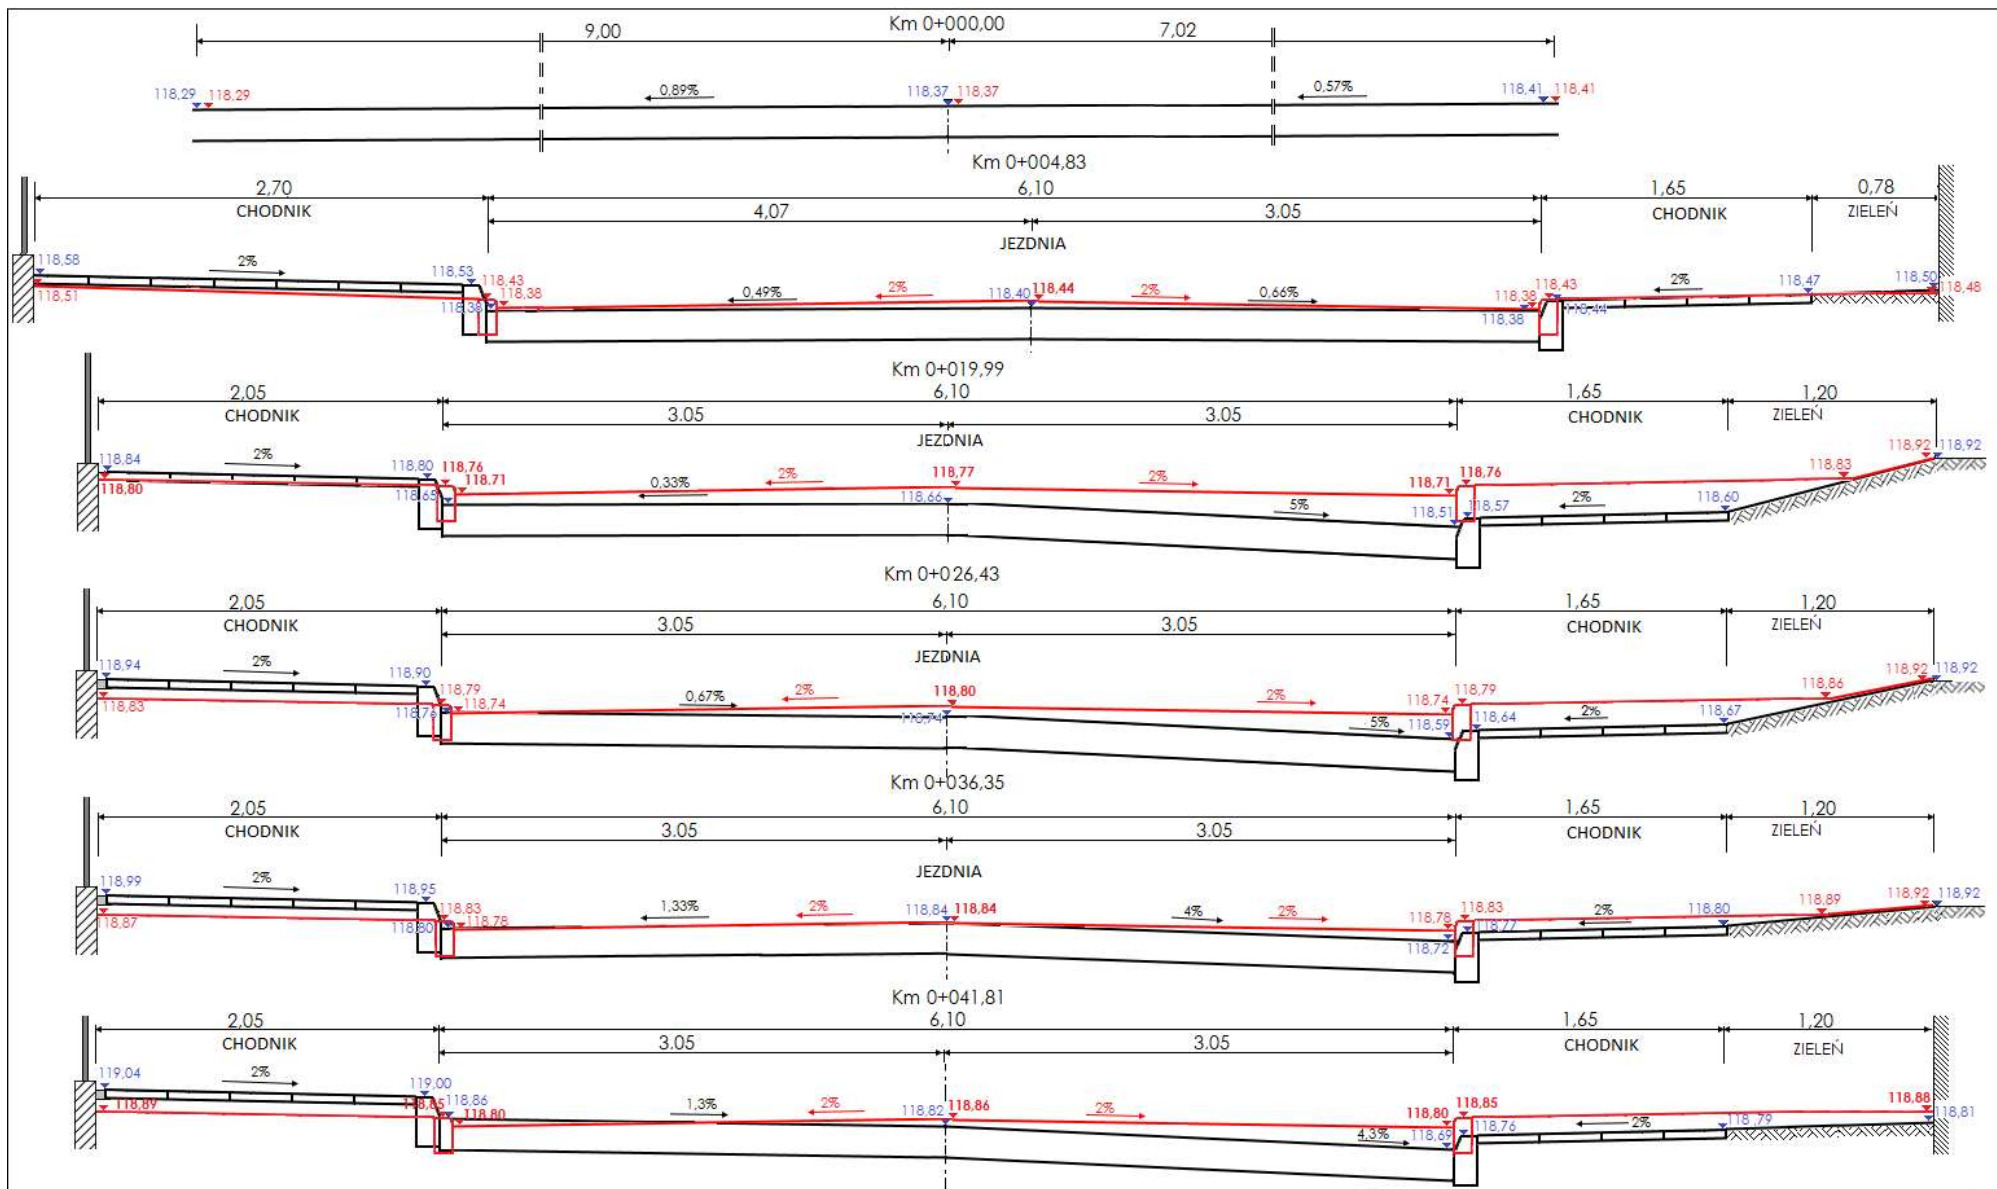 Km 0+000,00
9,00 7,02
118,29 118,29 0,89% 118,37 118,37 0,57% 118,41 118,41
Km 0+004,83
2,70 6,10 1,65 0,78
CHODNIK 4,07 3.05 CHODNIK ZIELEŃ
JEZDNIA
118,58 2% 118,53 118,43 118,38 0,49% 2% 118,40 118,44 2% 0,66% 118,38 118,43 2% 118,47 118,50
118,51 118,38 118,38 118,44 118,48
Km 0+019,99
2,05 6,10 1,65 1,20
CHODNIK 3.05 3.05 CHODNIK ZIELEŃ
JEZDNIA
118,84 2% 118,80 118,76 118,71 0,33% 2% 118,77 2% 118,71 118,76 118,83 118,92 118,92
118,80 118,65 118,66 5% 118,51 118,57 2% 118,60
Km 0+026,43
2,05 6,10 1,65 1,20
CHODNIK 3.05 3.05 CHODNIK ZIELEŃ
JEZDNIA
118,94 2% 118,90 118,79 118,74 0,67% 2% 118,80 2% 118,74 118,79 118,86 118,92 118,92
118,83 118,76 118,74 5% 118,59 118,64 2% 118,67
Km 0+036,35
2,05 6,10 1,65 1,20
CHODNIK 3.05 3.05 CHODNIK ZIELEŃ
JEZDNIA
118,99 2% 118,95 118,83 118,78 1,33% 2% 118,84 118,84 4% 2% 118,78 118,83 2% 118,80 118,89 118,92 118,92
118,87 118,80 118,72 118,77
Km 0+041,81
2,05 6,10 1,65 1,20
CHODNIK 3.05 3.05 CHODNIK ZIELEŃ
119,04 2% 119,00 118,86 1,3% 2% 118,82 118,86 2% 118,80 118,85 118,88
118,89 118,85 118,80 4,3% 118,69 118,76 2% 118,79 118,81